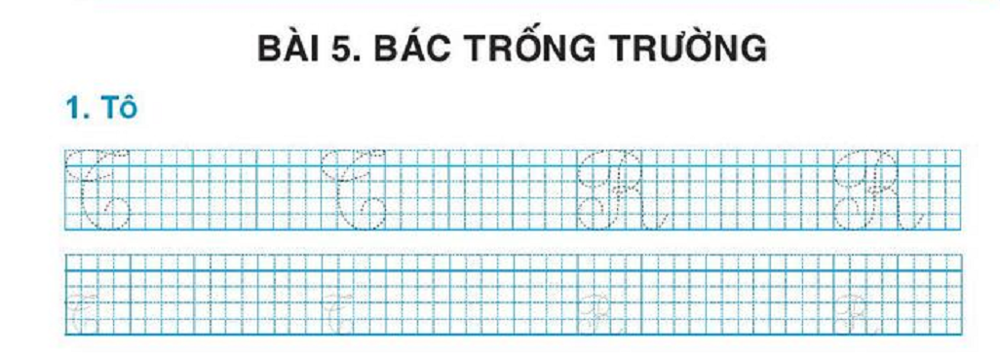 BÀI 5. BÁC TRỐNG TRƯỜNG
1. Tô
T T R R
T T R R